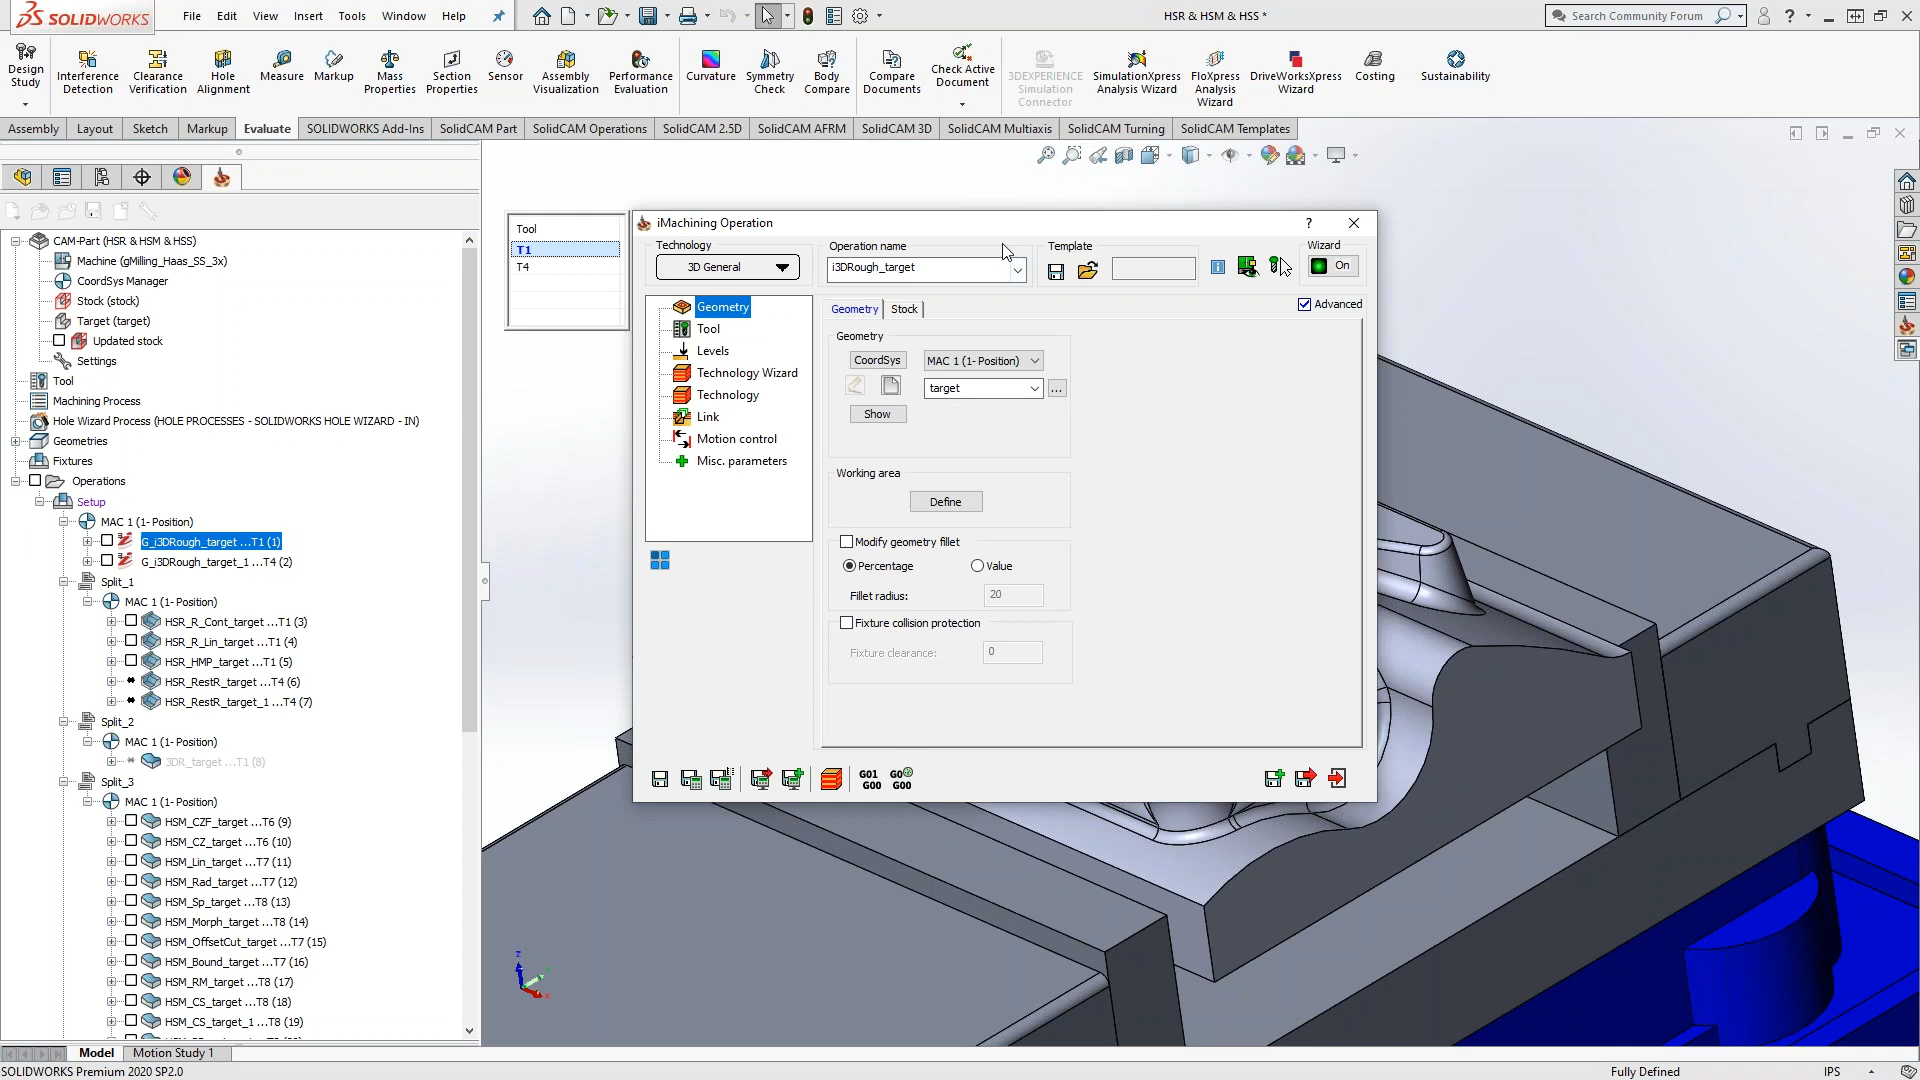 SOLIDWORKS
File Edit View Insert Tools Window Help
HSR & HSM & HSS *
Search Community Forum
Design Study
Interference Detection
Clearance Verification
Hole Alignment
Measure
Markup
Mass Properties
Section Properties
Sensor
Assembly Visualization
Performance Evaluation
Curvature
Symmetry Check
Body Compare
Compare Documents
Check Active Document
3DEXPERIENCE Simulation Connector
SimulationXpress Analysis Wizard
FloXpress Analysis Wizard
DriveWorksXpress Wizard
Costing
Sustainability
Assembly Layout Sketch Markup Evaluate SOLIDWORKS Add-Ins SolidCAM Part SolidCAM Operations SolidCAM 2.5D SolidCAM AFRM SolidCAM 3D SolidCAM Multiaxis SolidCAM Turning SolidCAM Templates
CAM-Part (HSR & HSM & HSS)
Machine (gMilling_Haas_SS_3x)
CoordSys Manager
Stock (stock)
Target (target)
Updated stock
Settings
Tool
Machining Process
Hole Wizard Process (HOLE PROCESSES - SOLIDWORKS HOLE WIZARD - IN)
Geometries
Fixtures
Operations
Setup
MAC 1 (1- Position)
G_i3DRough_target ...T1 (1)
G_i3DRough_target_1 ...T4 (2)
Split_1
MAC 1 (1- Position)
HSR_R_Cont_target ...T1 (3)
HSR_R_Lin_target ...T1 (4)
HSR_HMP_target ...T1 (5)
HSR_RestR_target ...T4 (6)
HSR_RestR_target_1 ...T4 (7)
Split_2
MAC 1 (1- Position)
3DR_target ...T1 (8)
Split_3
MAC 1 (1- Position)
HSM_CZF_target ...T6 (9)
HSM_CZ_target ...T6 (10)
HSM_Lin_target ...T7 (11)
HSM_Rad_target ...T7 (12)
HSM_Sp_target ...T8 (13)
HSM_Morph_target ...T8 (14)
HSM_OffsetCut_target ...T7 (15)
HSM_Bound_target ...T7 (16)
HSM_RM_target ...T8 (17)
HSM_CS_target ...T8 (18)
HSM_CS_target_1 ...T8 (19)
Tool
T1
T4
iMachining Operation
?
Technology
3D General
Operation name
i3DRough_target
Template
Wizard
On
Geometry
Tool
Levels
Technology Wizard
Technology
Link
Motion control
Misc. parameters
Geometry Stock
Advanced
Geometry
CoordSys MAC 1 (1- Position)
target ...
Show
Working area
Define
Modify geometry fillet
Percentage Value
Fillet radius: 20
Fixture collision protection
Fixture clearance: 0
G01 G00
G0 G00
z
x
Model Motion Study 1
SOLIDWORKS Premium 2020 SP2.0
Fully Defined IPS